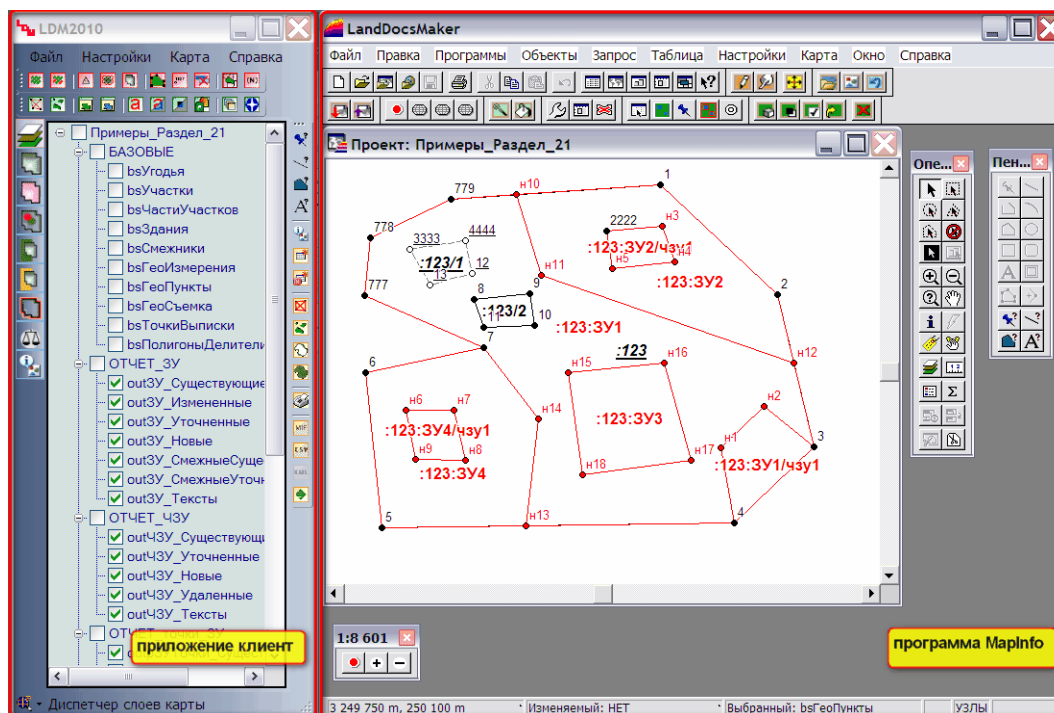 LDM2010
Файл Настройки Карта Справка
Примеры_Раздел_21
БАЗОВЫЕ
bsУгодья
bsУчастки
bsЧастиУчастков
bsЗдания
bsСмежники
bsГеоИзмерения
bsГеоПункты
bsГеоСъемка
bsТочкиВыписки
bsПолигоныДелители
ОТЧЕТ_ЗУ
outЗУ_Существующие
outЗУ_Измененные
outЗУ_Уточненные
outЗУ_Новые
outЗУ_СмежныеСуще
outЗУ_СмежныеУточн
outЗУ_Тексты
ОТЧЕТ_ЧЗУ
outЧЗУ_Существующи
outЧЗУ_Уточненные
outЧЗУ_Новые
outЧЗУ_Удаленные
outЧЗУ_Тексты
приложение клиент
Диспетчер слоев карты
LandDocsMaker
Файл Правка Программы Объекты Запрос Таблица Настройки Карта Окно Справка
Проект: Примеры_Раздел_21
1
779 н10
778 3333 4444 2222 н3
:123:ЗУ2/чзу1
:123/1 н5 н4
13 12 н11 :123:ЗУ2
777 8 9 2
:123/2
11 10 :123:ЗУ1
7 :123
6 н15 н16 н12
н6 н7 н14 н2
:123:ЗУ4/чзу1 :123:ЗУ3
н9 н8 н17 н1 3
:123:ЗУ4 н18 :123:ЗУ1/чзу1
5 н13 4
Опе...
Пен...
1:8 601
программа MapInfo
3 249 750 m, 250 100 m Изменяемый: НЕТ Выбранный: bsГеоПункты УЗЛЫ